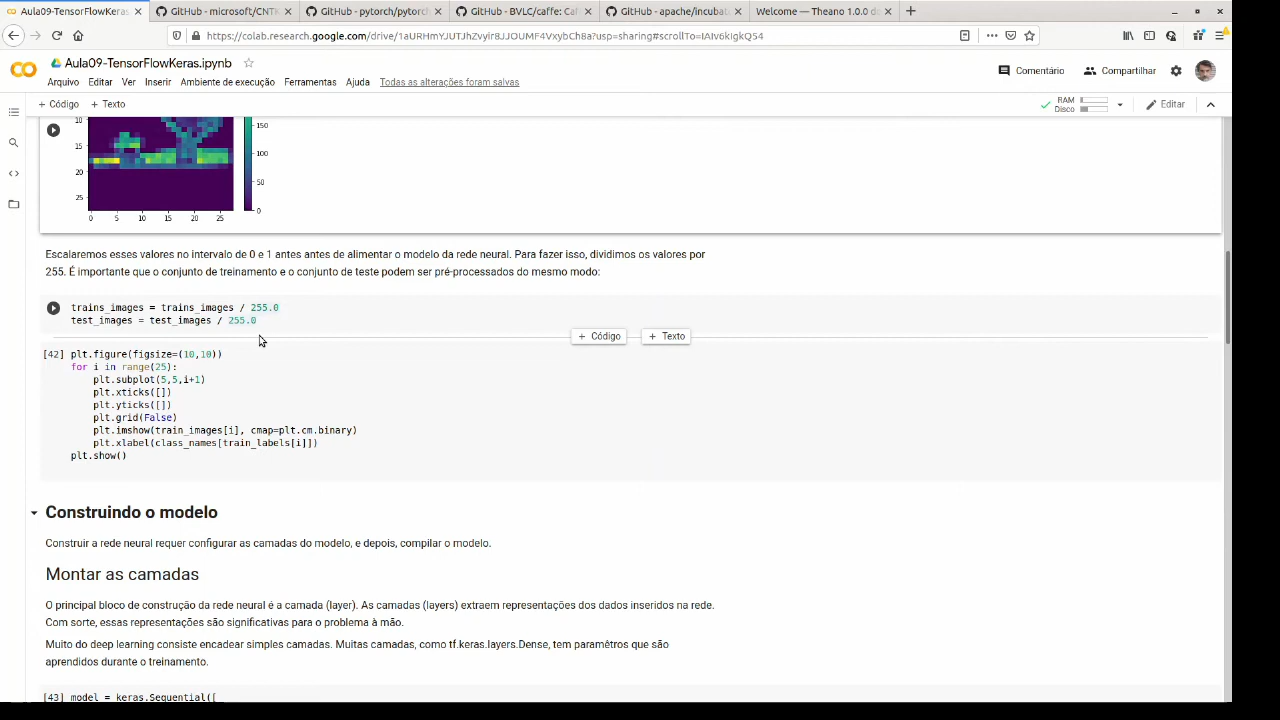 Aula09-TensorFlowKeras
GitHub - microsoft/CNTK
GitHub - pytorch/pytorch
GitHub - BVLC/caffe: Caf
GitHub - apache/incubat
Welcome — Theano 1.0.0 d
https://colab.research.google.com/drive/1aURHmYJUTJhZvyir8JJOUMF4VxybCh8a?usp=sharing#scrollTo=IAIv6kIgkQ54
CO
Aula09-TensorFlowKeras.ipynb
Arquivo Editar Ver Inserir Ambiente de execução Ferramentas Ajuda Todas as alterações foram salvas
Comentário
Compartilhar
+ Código + Texto
RAM
Disco
Editar
10
15
20
25
0 5 10 15 20 25
150
100
50
0
Escalaremos esses valores no intervalo de 0 e 1 antes antes de alimentar o modelo da rede neural. Para fazer isso, dividimos os valores por
255. É importante que o conjunto de treinamento e o conjunto de teste podem ser pré-processados do mesmo modo:
trains_images = trains_images / 255.0
test_images = test_images / 255.0
+ Código + Texto
[42] plt.figure(figsize=(10,10))
for i in range(25):
plt.subplot(5,5,i+1)
plt.xticks([])
plt.yticks([])
plt.grid(False)
plt.imshow(train_images[i], cmap=plt.cm.binary)
plt.xlabel(class_names[train_labels[i]])
plt.show()
Construindo o modelo
Construir a rede neural requer configurar as camadas do modelo, e depois, compilar o modelo.
Montar as camadas
O principal bloco de construção da rede neural é a camada (layer). As camadas (layers) extraem representações dos dados inseridos na rede.
Com sorte, essas representações são significativas para o problema à mão.
Muito do deep learning consiste encadear simples camadas. Muitas camadas, como tf.keras.layers.Dense, tem paramêtros que são
aprendidos durante o treinamento.
[43] model = keras.Sequential([